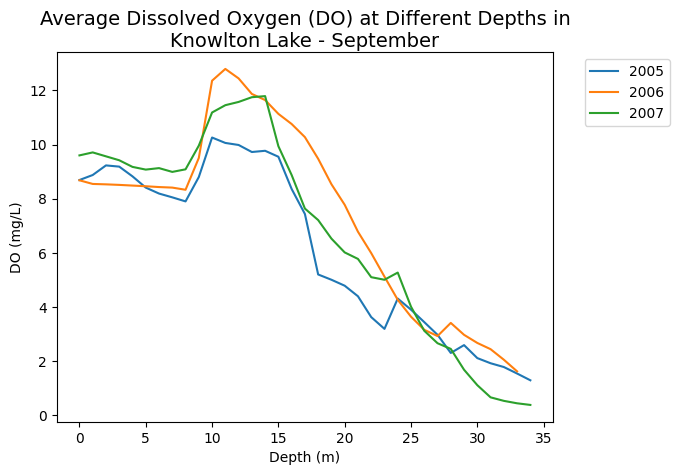 Average Dissolved Oxygen (DO) at Different Depths in
Knowlton Lake - September
2005
2006
2007
DO (mg/L)
12
10
8
6
4
2
0
0 5 10 15 20 25 30 35
Depth (m)